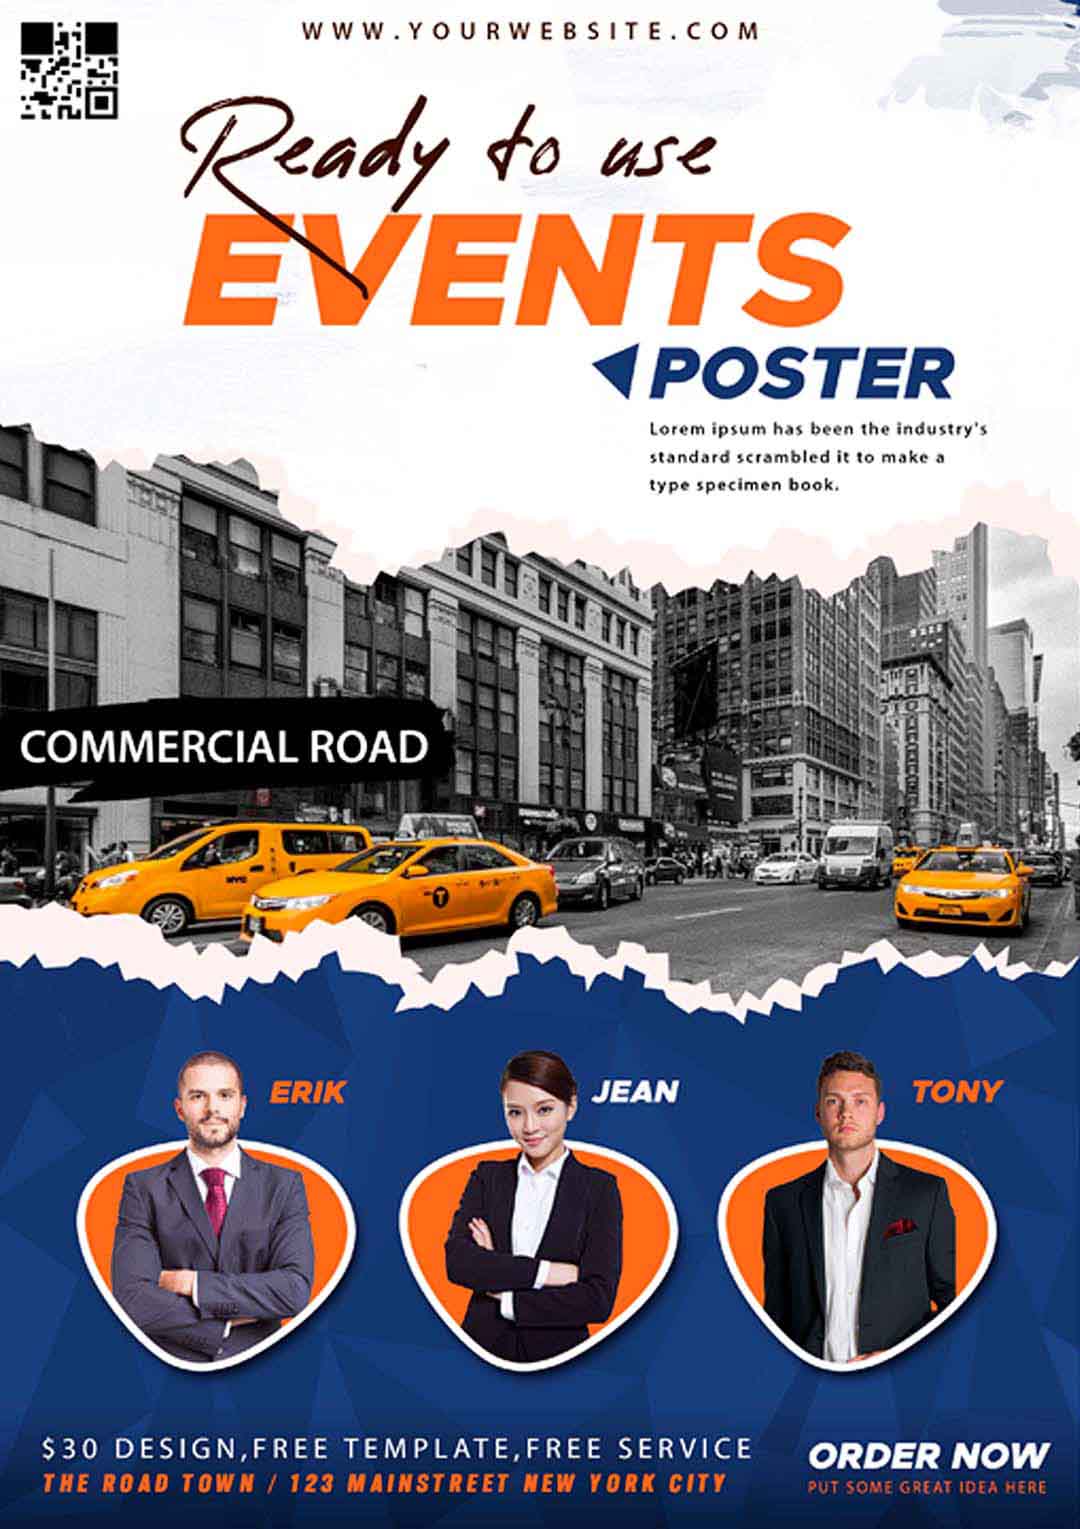 WWW.YOURWEBSITE.COM
Ready to use
EVENTS
POSTER
Lorem ipsum has been the industry's
standard scrambled it to make a
type specimen book.
COMMERCIAL ROAD
NYC
T
ERIK
JEAN
TONY
$30 DESIGN,FREE TEMPLATE,FREE SERVICE
THE ROAD TOWN / 123 MAINSTREET NEW YORK CITY
ORDER NOW
PUT SOME GREAT IDEA HERE